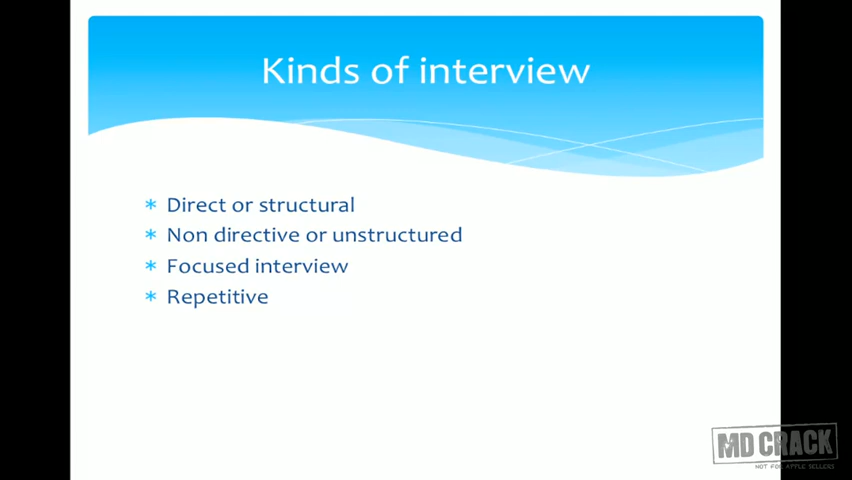 Kinds of interview
* Direct or structural
* Non directive or unstructured
* Focused interview
* Repetitive
MD CRACK
NOT FOR APPLE SELLERS